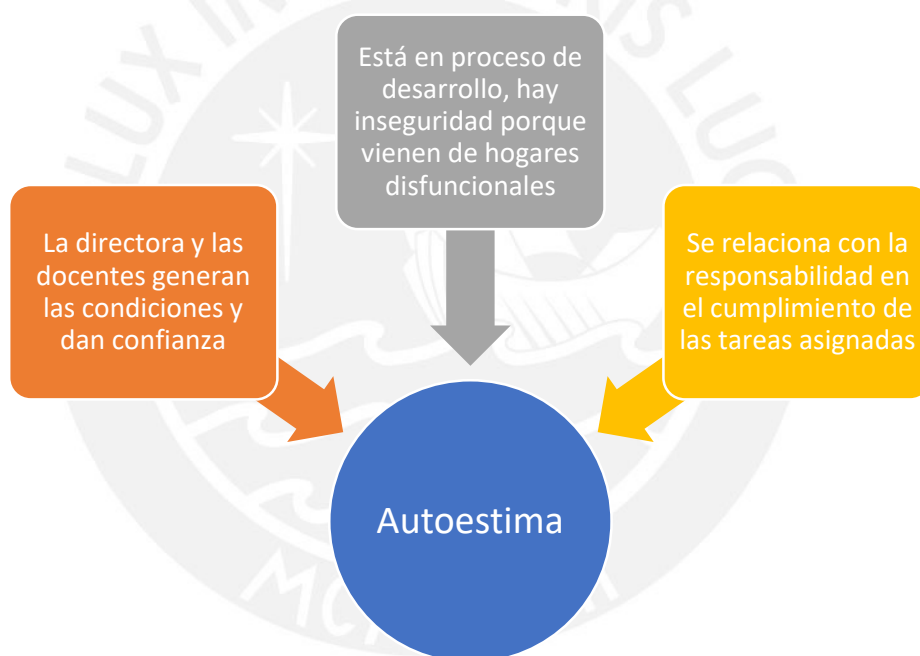 Está en proceso de
desarrollo, hay
inseguridad porque
vienen de hogares
disfuncionales
La directora y las
docentes generan
las condiciones y
dan confianza
Se relaciona con la
responsabilidad en
el cumplimiento de
las tareas asignadas
Autoestima